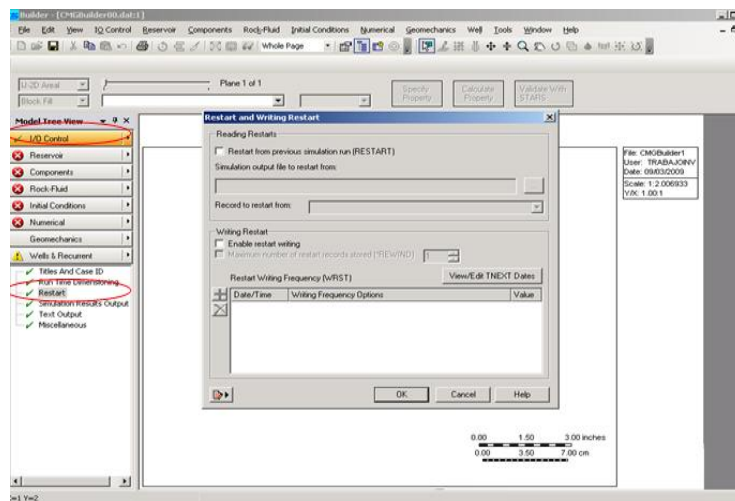 Builder - [CMGBuilder00.dat:1]
File Edit View IO Control Reservoir Components Rock-Fluid Initial Conditions Numerical Geomechanics Well Tools Window Help
Whole Page
IJ-2D Areal
Plane 1 of 1
Block Fill
Specify Property
Calculate Property
Validate With STARS
Model Tree View
I/O Control
Reservoir
Components
Rock-Fluid
Initial Conditions
Numerical
Geomechanics
Wells & Recurrent
Titles And Case ID
Run Time Dimensioning
Restart
Simulation Results Output
Text Output
Miscellaneous
Restart and Writing Restart
Reading Restarts
Restart from previous simulation run (RESTART)
Simulation output file to restart from:
...
Record to restart from:
Writing Restart
Enable restart writing
Maximum number of restart records stored (*REWIND) 1
Restart Writing Frequency (WRST)
View/Edit TNEXT Dates
Date/Time Writing Frequency Options Value
OK Cancel Help
File: CMGBuilder1
User: TRABAJOINV
Date: 09/03/2009
Scale: 1:2.006933
Y/X: 1.00:1
0.00 1.50 3.00 inches
0.00 3.50 7.00 cm
X=1 Y=2